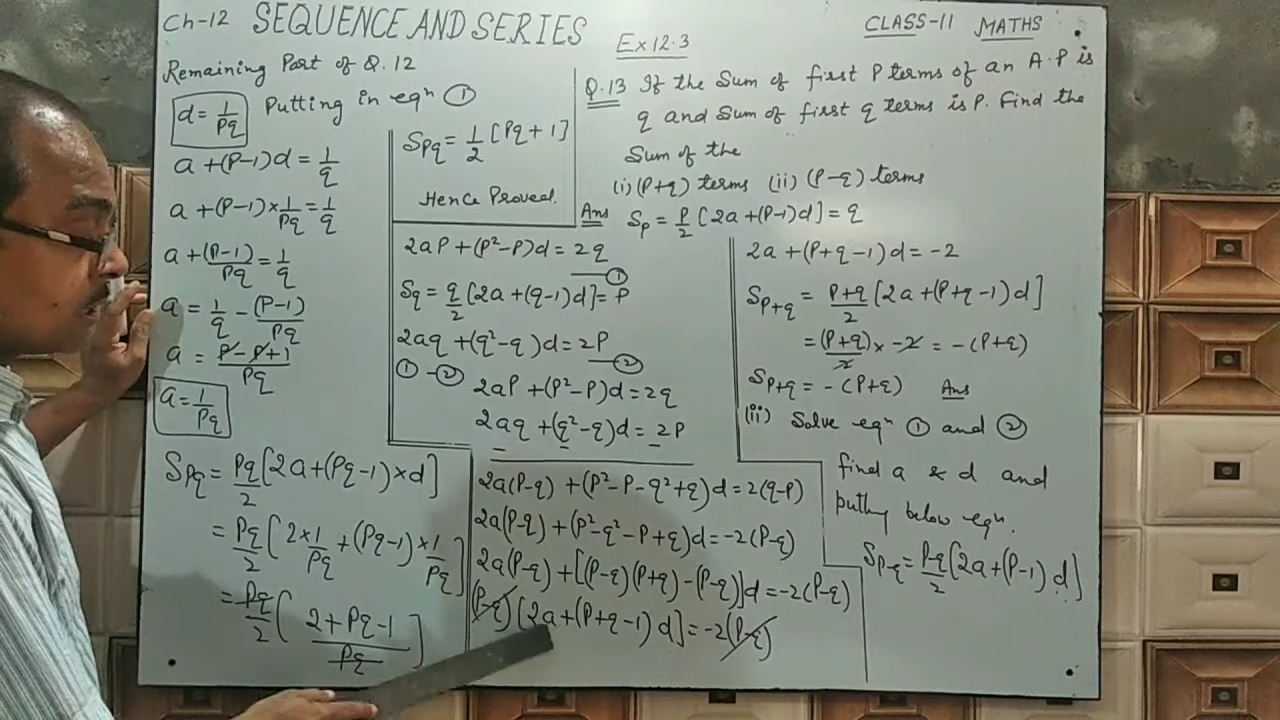 Ch-12 SEQUENCE AND SERIES
CLASS-11 MATHS
Ex 12.3
Remaining Part of Q.12
d = 1/Pq Putting in eqn ①
a + (P-1)d = 1/q
a + (P-1) × 1/Pq = 1/q
a + (P-1)/Pq = 1/q
a = 1/q - (P-1)/Pq
a = (P - P + 1)/Pq
a = 1/Pq
SPq = Pq/2 [2a + (Pq-1) × d]
= Pq/2 [2 × 1/Pq + (Pq-1) × 1/Pq]
= Pq/2 [(2 + Pq - 1)/Pq]
SPq = 1/2 [Pq + 1]
Hence Proved.
Q.13 If the Sum of first P terms of an A.P is
q and Sum of first q terms is P. Find the
Sum of the
(i) (P+q) terms (ii) (P-q) terms
Ans Sp = P/2 [2a + (P-1)d] = q
2aP + (P²-P)d = 2q
—①
Sq = q/2 [2a + (q-1)d] = P
2aq + (q²-q)d = 2P
—②
① - ② 2aP + (P²-P)d = 2q
2aq + (q²-q)d = 2P
- - -
2a(P-q) + (P²-P-q²+q)d = 2(q-P)
2a(P-q) + (P²-q²-P+q)d = -2(P-q)
2a(P-q) + [(P-q)(P+q) - (P-q)]d = -2(P-q)
(P-q) [2a + (P+q-1)d] = -2(P-q)
2a + (P+q-1)d = -2
SP+q = (P+q)/2 [2a + (P+q-1)d]
= (P+q)/2 × -2 = -(P+q)
SP+q = -(P+q) Ans
(ii) Solve eqn ① and ②
find a & d and
putting below eqn.
SP-q = P-q/2 [2a + (P-1)d]